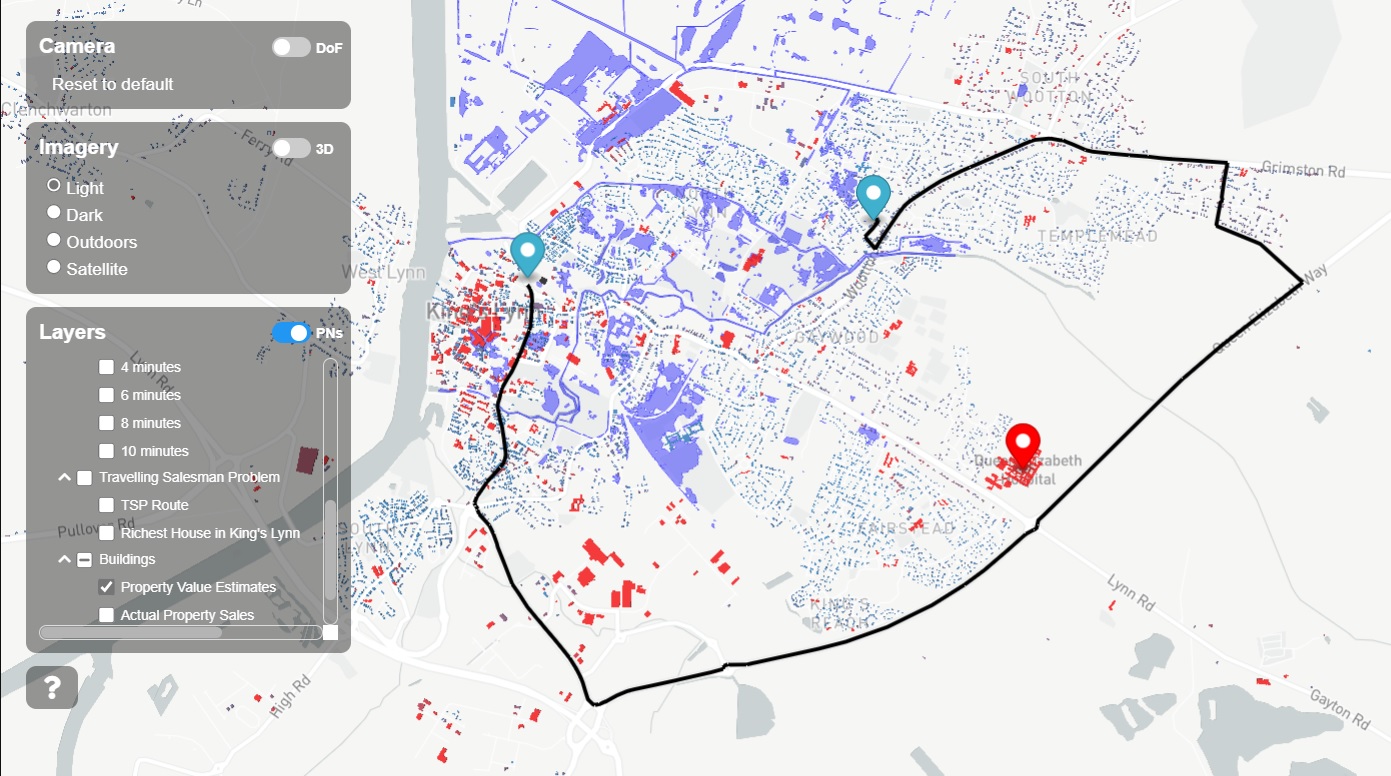 Camera
DoF
Reset to default
Clenchwarton
Imagery
3D
Ferry Rd
Light
Dark
Outdoors
Satellite
West Lynn
Layers
PNs
4 minutes
6 minutes
8 minutes
10 minutes
Travelling Salesman Problem
TSP Route
Richest House in King's Lynn
Buildings
Property Value Estimates
Actual Property Sales
Lynn Rd
Pullover Rd
High Rd
?
SOUTH
WOOTTON
Grimston Rd
TEMPLEMEAD
NORTH
GAYWOOD
King's Lynn
Queen Elizabeth Way
Queen Elizabeth
Hospital
FAIRSTEAD
SOUTH
LYNN
KING'S
REACH
Lynn Rd
Gayton Rd